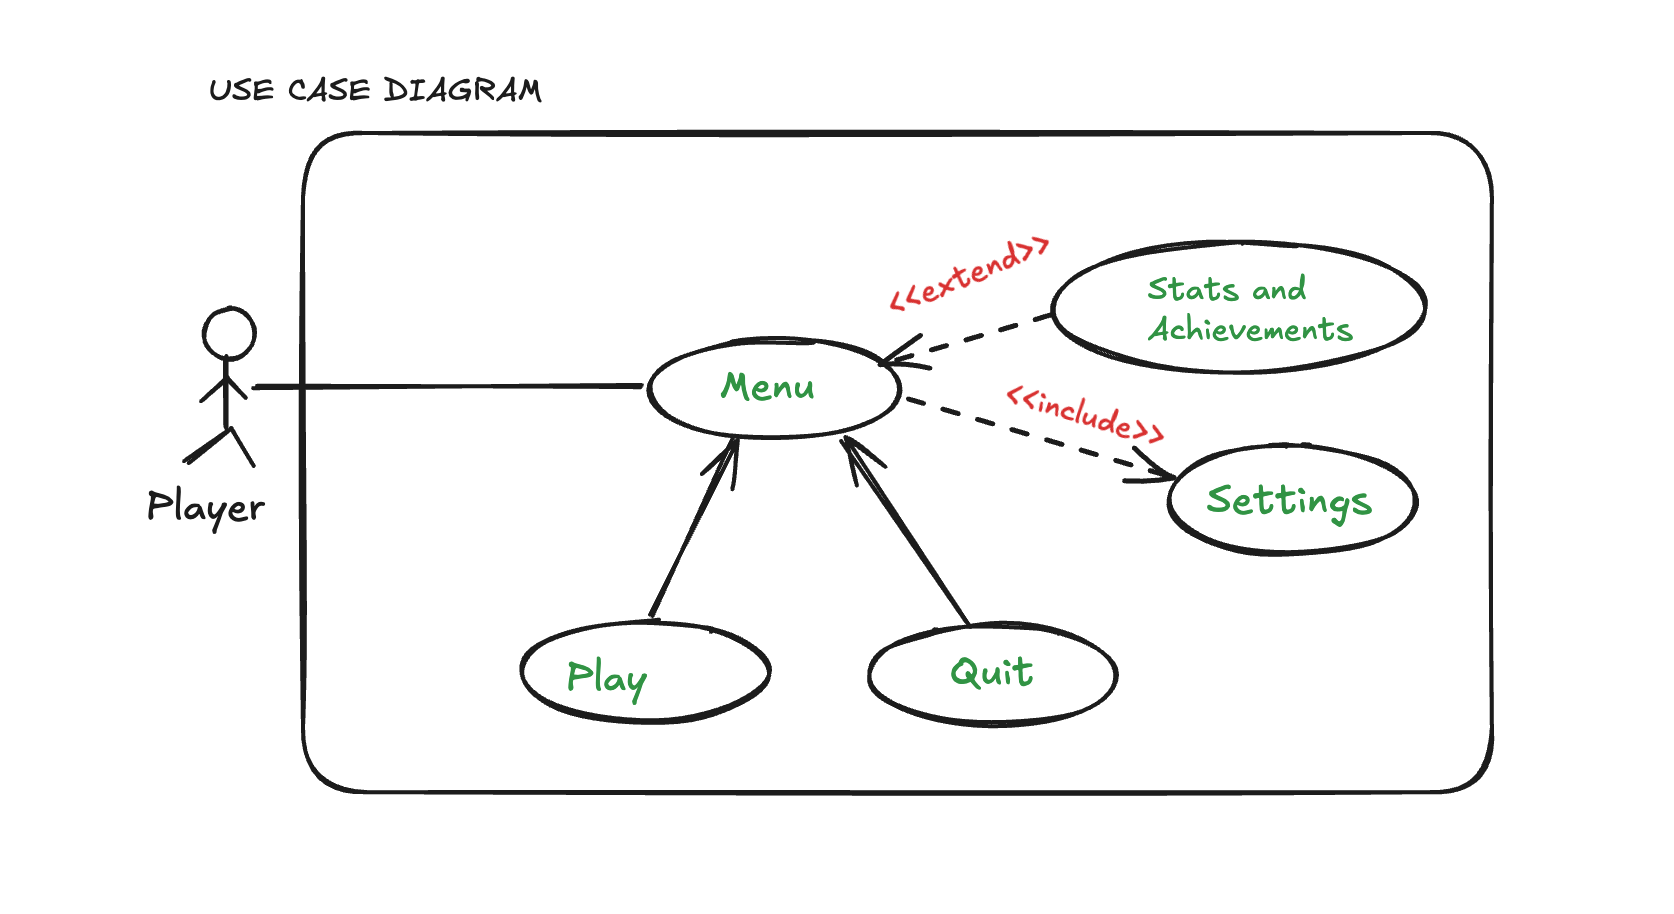 USE CASE DIAGRAM
<<extend>>
Stats and
Achievements
Menu
<<include>>
Settings
Player
Play
Quit